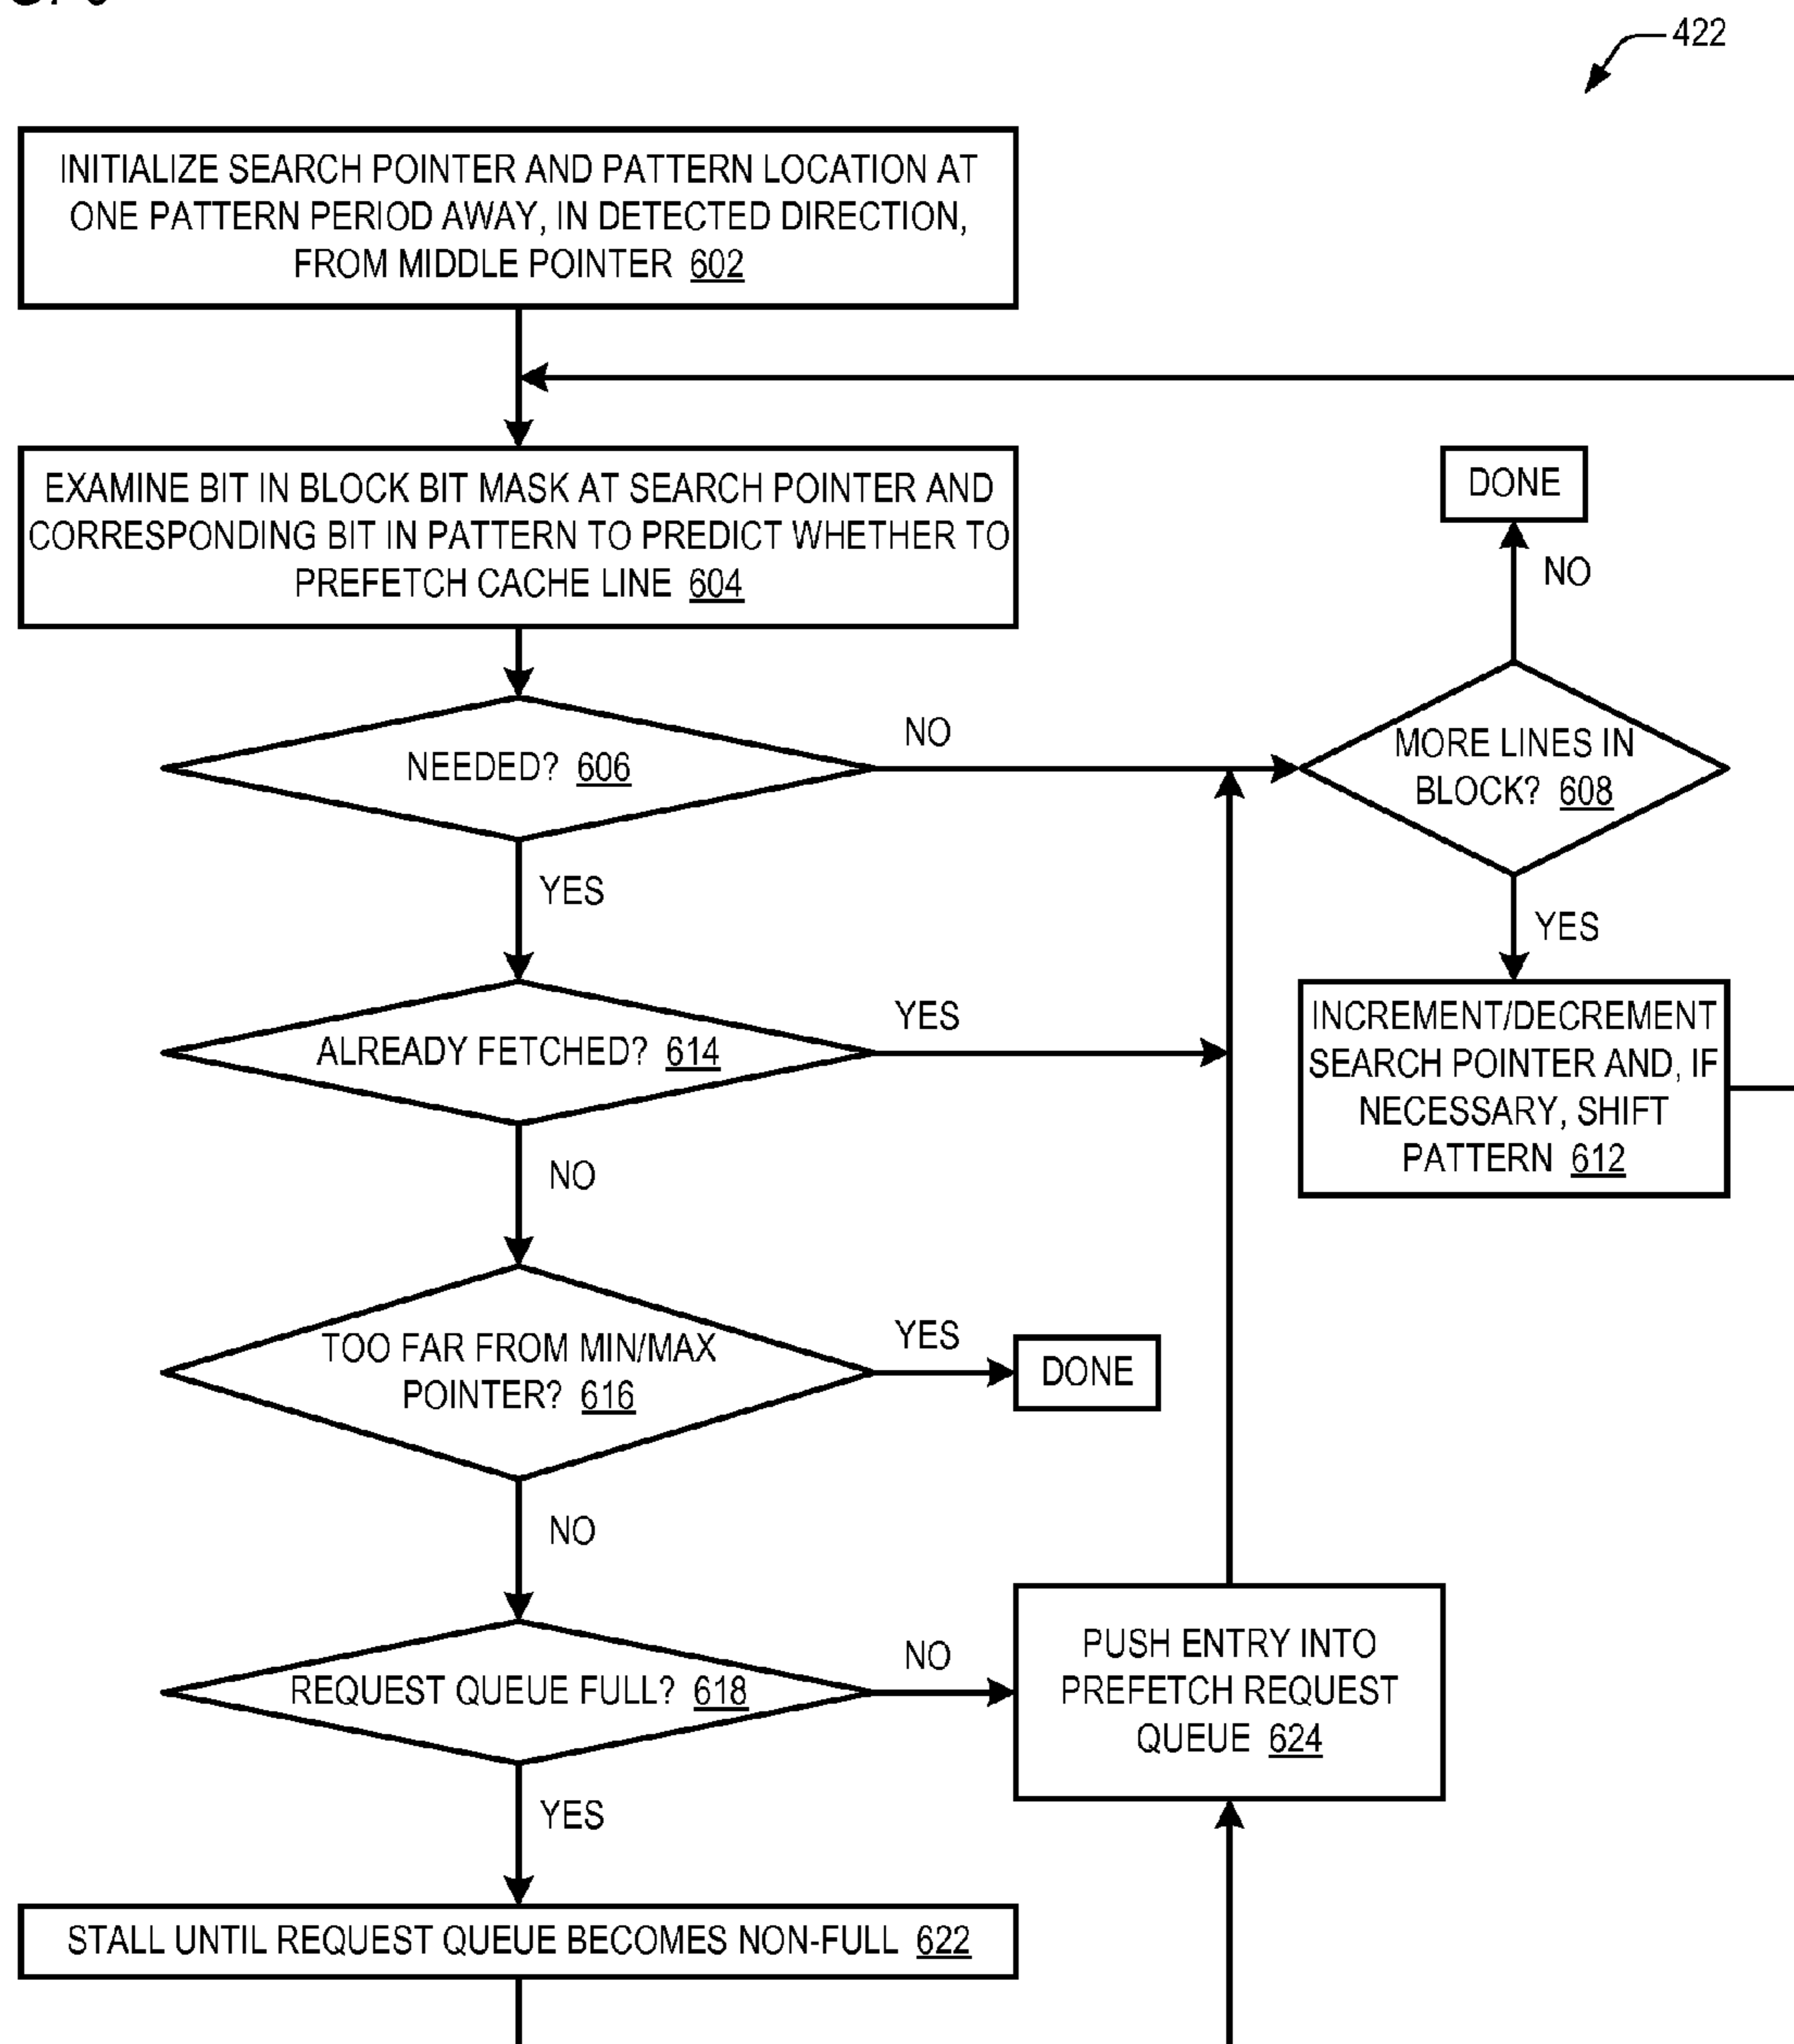 422
INITIALIZE SEARCH POINTER AND PATTERN LOCATION AT
ONE PATTERN PERIOD AWAY, IN DETECTED DIRECTION,
FROM MIDDLE POINTER 602
EXAMINE BIT IN BLOCK BIT MASK AT SEARCH POINTER AND
CORRESPONDING BIT IN PATTERN TO PREDICT WHETHER TO
PREFETCH CACHE LINE 604
DONE
NO
NEEDED? 606
NO
MORE LINES IN
BLOCK? 608
YES
YES
ALREADY FETCHED? 614
YES
INCREMENT/DECREMENT
SEARCH POINTER AND, IF
NECESSARY, SHIFT
PATTERN 612
NO
TOO FAR FROM MIN/MAX
POINTER? 616
YES
DONE
NO
REQUEST QUEUE FULL? 618
NO
PUSH ENTRY INTO
PREFETCH REQUEST
QUEUE 624
YES
STALL UNTIL REQUEST QUEUE BECOMES NON-FULL 622